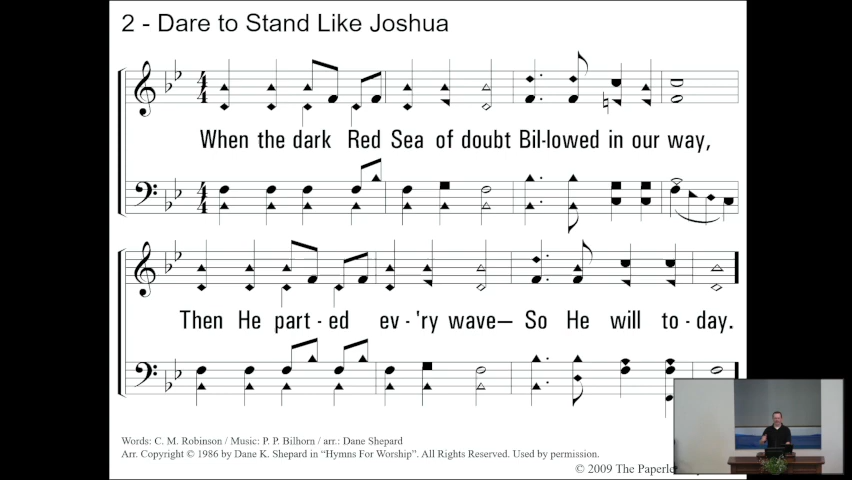 2 - Dare to Stand Like Joshua
When the dark Red Sea of doubt Bil-lowed in our way,
Then He part - ed ev - 'ry wave— So He will to - day.
Words: C. M. Robinson / Music: P. P. Bilhorn / arr.: Dane Shepard
Arr. Copyright © 1986 by Dane K. Shepard in "Hymns For Worship". All Rights Reserved. Used by permission.
© 2009 The Paperle